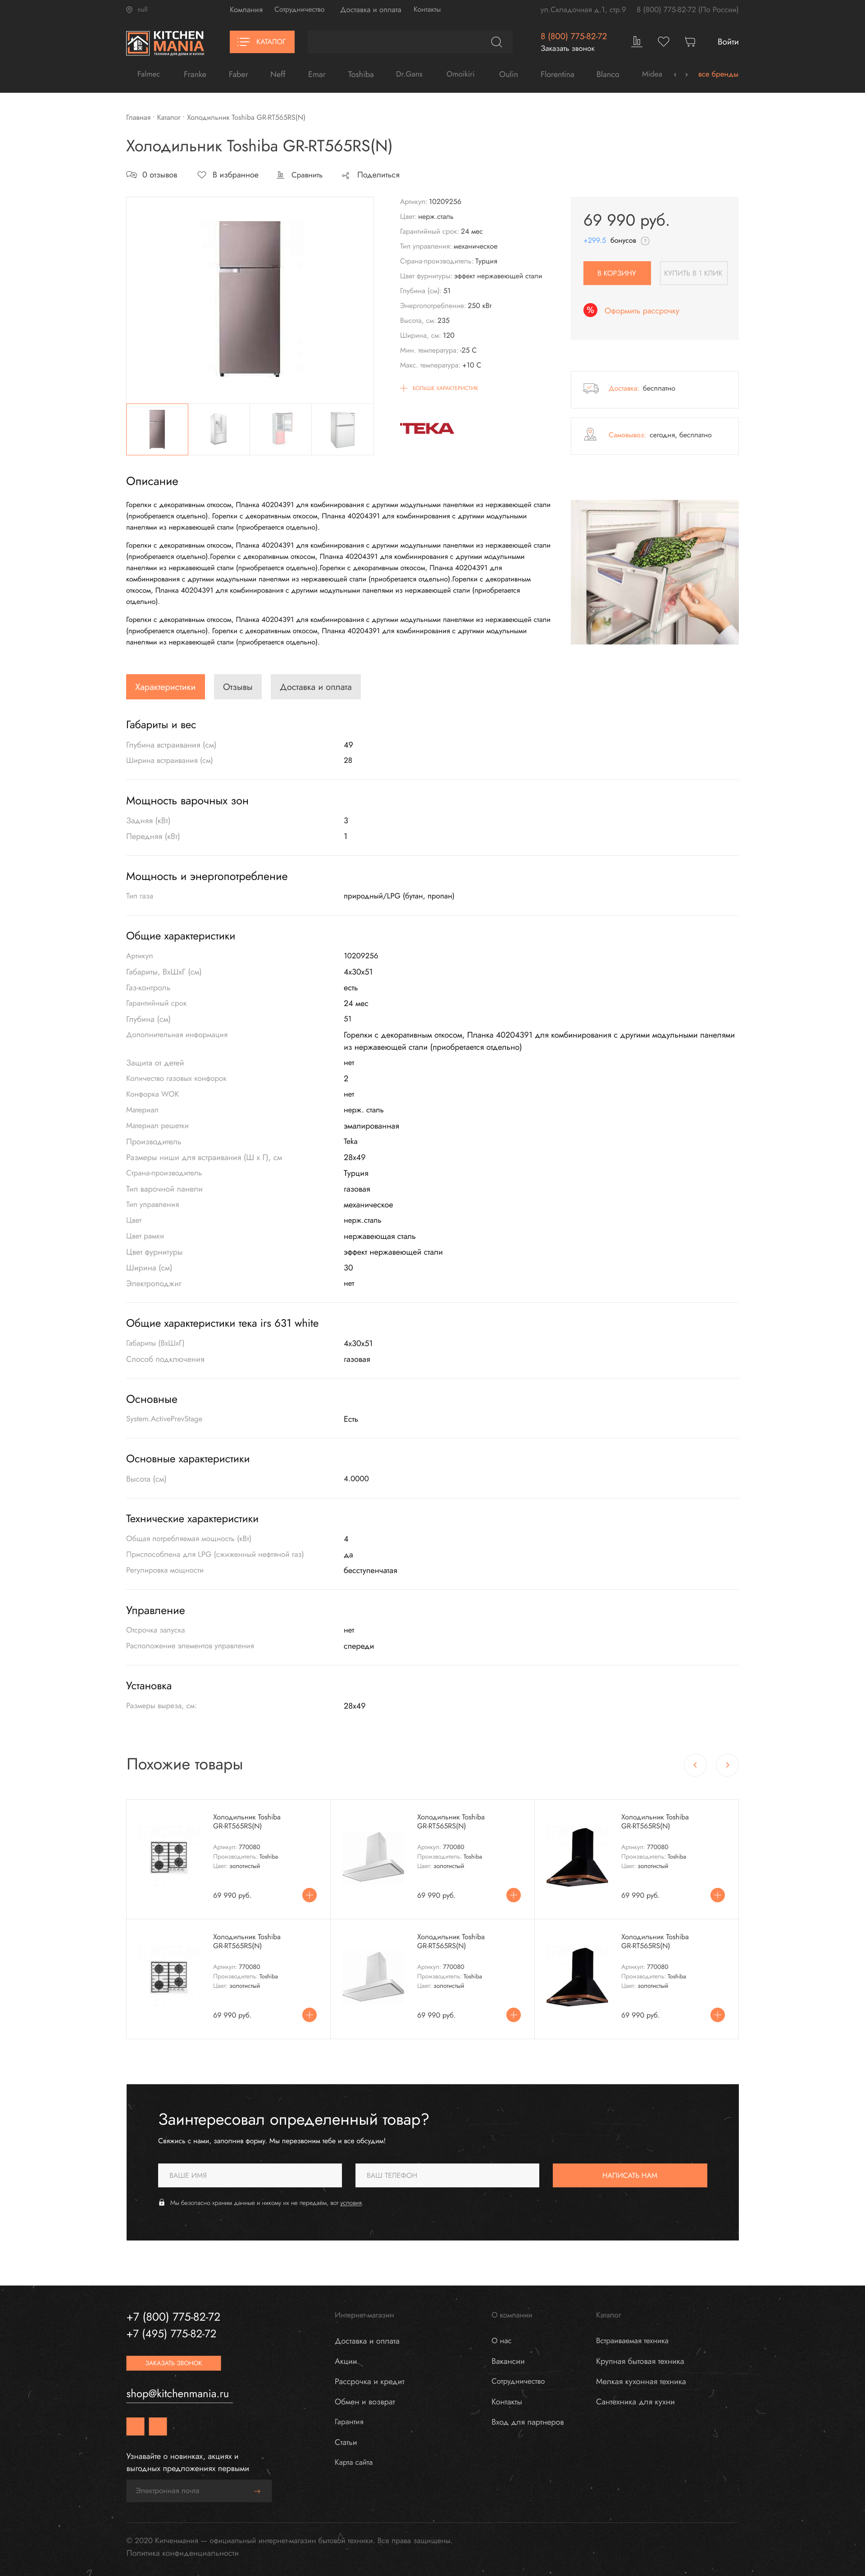 null
Компания Сотрудничество Доставка и оплата Контакты
ул.Складочная д.1, стр.9 8 (800) 775-82-72 (По России)
KITCHEN
MANIA
ТЕХНИКА ДЛЯ ДОМА И КУХНИ
КАТАЛОГ
8 (800) 775-82-72
Заказать звонок
Войти
Falmec Franke Faber Neff Emar Toshiba Dr.Gans Omoikiri Oulin Florentina Blanco Midea все бренды
Главная · Каталог · Холодильник Toshiba GR-RT565RS(N)
Холодильник Toshiba GR-RT565RS(N)
0 отзывов В избранное Сравнить Поделиться
Артикул: 10209256
Цвет: нерж.сталь
Гарантийный срок: 24 мес
Тип управления: механическое
Страна-производитель: Турция
Цвет фурнитуры: эффект нержавеющей стали
Глубина (см): 51
Энергопотребление: 250 кВт
Высота, см: 235
Ширина, см: 120
Мин. температура: -25 С
Макс. температура: +10 С
БОЛЬШЕ ХАРАКТЕРИСТИК
TEKA
69 990 руб.
+299.5 бонусов
В КОРЗИНУ
КУПИТЬ В 1 КЛИК
% Оформить рассрочку
Доставка: бесплатно
Самовывоз: сегодня, бесплатно
Описание
Горелки с декоративным откосом, Планка 40204391 для комбинирования с другими модульными панелями из нержавеющей стали
(приобретается отдельно). Горелки с декоративным откосом, Планка 40204391 для комбинирования с другими модульными
панелями из нержавеющей стали (приобретается отдельно).
Горелки с декоративным откосом, Планка 40204391 для комбинирования с другими модульными панелями из нержавеющей стали
(приобретается отдельно).Горелки с декоративным откосом, Планка 40204391 для комбинирования с другими модульными
панелями из нержавеющей стали (приобретается отдельно).Горелки с декоративным откосом, Планка 40204391 для
комбинирования с другими модульными панелями из нержавеющей стали (приобретается отдельно).Горелки с декоративным
откосом, Планка 40204391 для комбинирования с другими модульными панелями из нержавеющей стали (приобретается
отдельно).
Горелки с декоративным откосом, Планка 40204391 для комбинирования с другими модульными панелями из нержавеющей стали
(приобретается отдельно). Горелки с декоративным откосом, Планка 40204391 для комбинирования с другими модульными
панелями из нержавеющей стали (приобретается отдельно).
Характеристики Отзывы Доставка и оплата
Габариты и вес
Глубина встраивания (см) 49
Ширина встраивания (см) 28
Мощность варочных зон
Задняя (кВт) 3
Передняя (кВт) 1
Мощность и энергопотребление
Тип газа природный/LPG (бутан, пропан)
Общие характеристики
Артикул 10209256
Габариты, ВхШхГ (см) 4x30x51
Газ-контроль есть
Гарантийный срок 24 мес
Глубина (см) 51
Дополнительная информация Горелки с декоративным откосом, Планка 40204391 для комбинирования с другими модульными панелями
из нержавеющей стали (приобретается отдельно)
Защита от детей нет
Количество газовых конфорок 2
Конфорка WOK нет
Материал нерж. сталь
Материал решетки эмалированная
Производитель Teka
Размеры ниши для встраивания (Ш х Г), см 28x49
Страна-производитель Турция
Тип варочной панели газовая
Тип управления механическое
Цвет нерж.сталь
Цвет рамки нержавеющая сталь
Цвет фурнитуры эффект нержавеющей стали
Ширина (см) 30
Электроподжиг нет
Общие характеристики тека irs 631 white
Габариты (ВхШхГ) 4x30x51
Способ подключения газовая
Основные
System.ActivePrevStage Есть
Основные характеристики
Высота (см) 4.0000
Технические характеристики
Общая потребляемая мощность (кВт) 4
Приспособлена для LPG (сжиженный нефтяной газ) да
Регулировка мощности бесступенчатая
Управление
Отсрочка запуска нет
Расположение элементов управления спереди
Установка
Размеры выреза, см: 28x49
Похожие товары
Холодильник Toshiba Холодильник Toshiba Холодильник Toshiba
GR-RT565RS(N) GR-RT565RS(N) GR-RT565RS(N)
Артикул: 770080 Артикул: 770080 Артикул: 770080
Производитель: Toshiba Производитель: Toshiba Производитель: Toshiba
Цвет: золотистый Цвет: золотистый Цвет: золотистый
69 990 руб. 69 990 руб. 69 990 руб.
Холодильник Toshiba Холодильник Toshiba Холодильник Toshiba
GR-RT565RS(N) GR-RT565RS(N) GR-RT565RS(N)
Артикул: 770080 Артикул: 770080 Артикул: 770080
Производитель: Toshiba Производитель: Toshiba Производитель: Toshiba
Цвет: золотистый Цвет: золотистый Цвет: золотистый
69 990 руб. 69 990 руб. 69 990 руб.
Заинтересовал определенный товар?
Свяжись с нами, заполнив форму. Мы перезвоним тебе и все обсудим!
ВАШЕ ИМЯ ВАШ ТЕЛЕФОН НАПИСАТЬ НАМ
Мы безопасно храним данные и никому их не передаём, вот условия.
+7 (800) 775-82-72
+7 (495) 775-82-72
ЗАКАЗАТЬ ЗВОНОК
shop@kitchenmania.ru
Узнавайте о новинках, акциях и
выгодных предложениях первыми
Электронная почта
Интернет-магазин
Доставка и оплата
Акции
Рассрочка и кредит
Обмен и возврат
Гарантия
Статьи
Карта сайта
О компании
О нас
Вакансии
Сотрудничество
Контакты
Вход для партнеров
Каталог
Встраиваемая техника
Крупная бытовая техника
Мелкая кухонная техника
Сантехника для кухни
© 2020 Китченмания — официальный интернет-магазин бытовой техники. Все права защищены.
Политика конфиденциальности